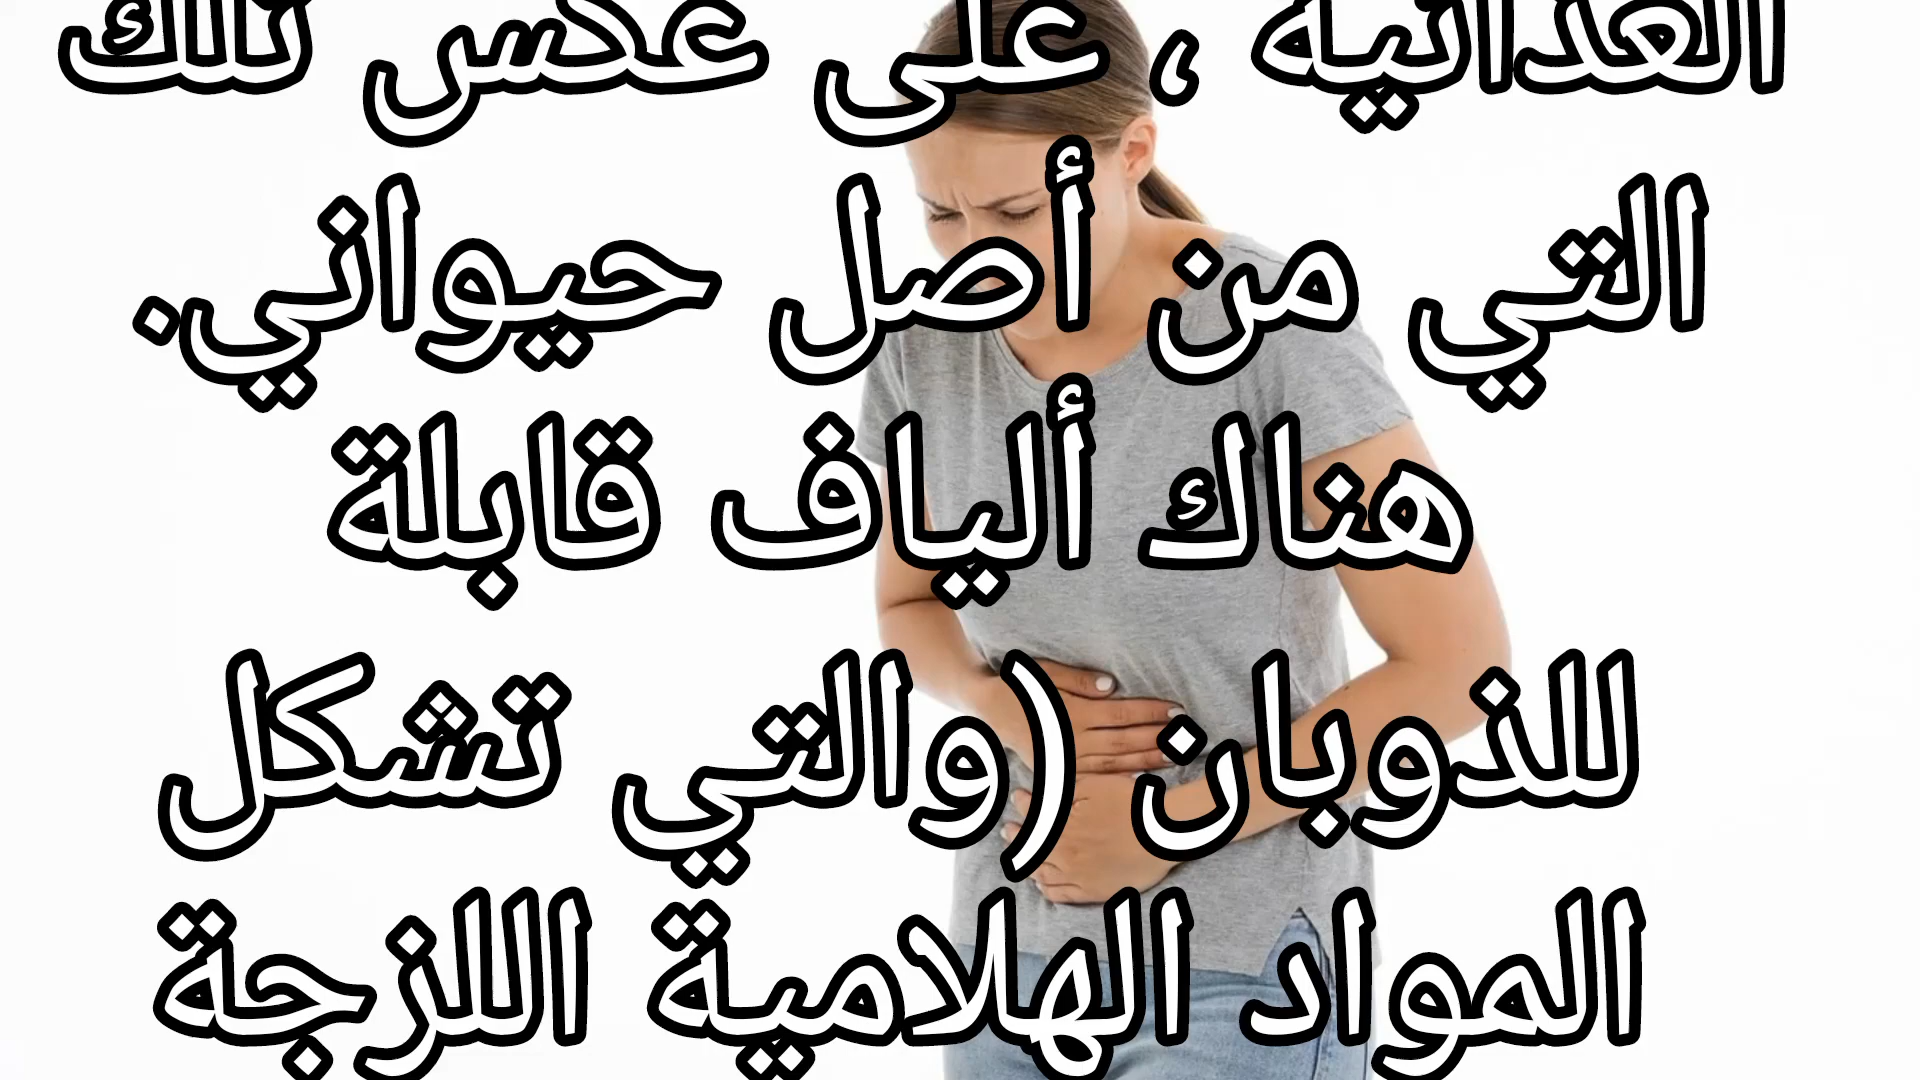 الغذائية ، على عكس تلك
التي من أصل حيواني.
هناك ألياف قابلة
للذوبان (والتي تشكل
المواد الهلامية اللزجة